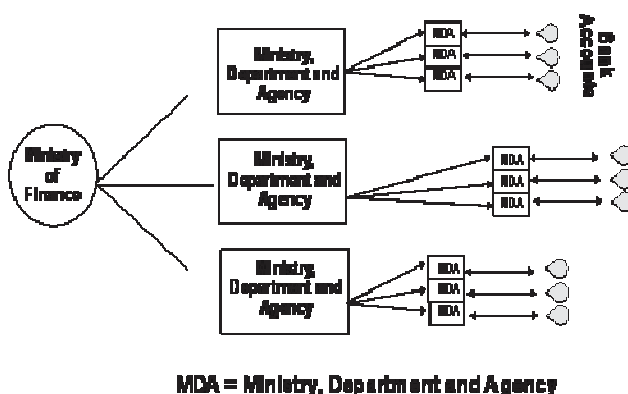 Ministry
of
Finance
Ministry,
Department and
Agency
MDA
MDA
MDA
Bank
Accounts
Ministry,
Department and
Agency
MDA
MDA
MDA
Ministry,
Department and
Agency
MDA
MDA
MDA
MDA = Ministry, Department and Agency